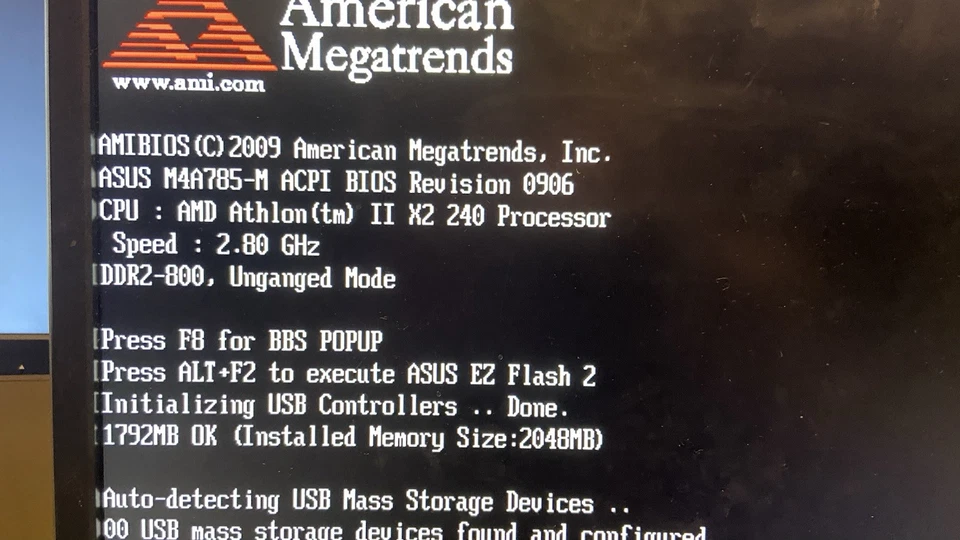 American
Megatrends
www.ami.com
AMIBIOS(C)2009 American Megatrends, Inc.
ASUS M4A785-M ACPI BIOS Revision 0906
CPU : AMD Athlon(tm) II X2 240 Processor
Speed : 2.80 GHz
DDR2-800, Unganged Mode
Press F8 for BBS POPUP
Press ALT+F2 to execute ASUS EZ Flash 2
Initializing USB Controllers .. Done.
1792MB OK (Installed Memory Size:2048MB)
Auto-detecting USB Mass Storage Devices ..
00 USB mass storage devices found and configured